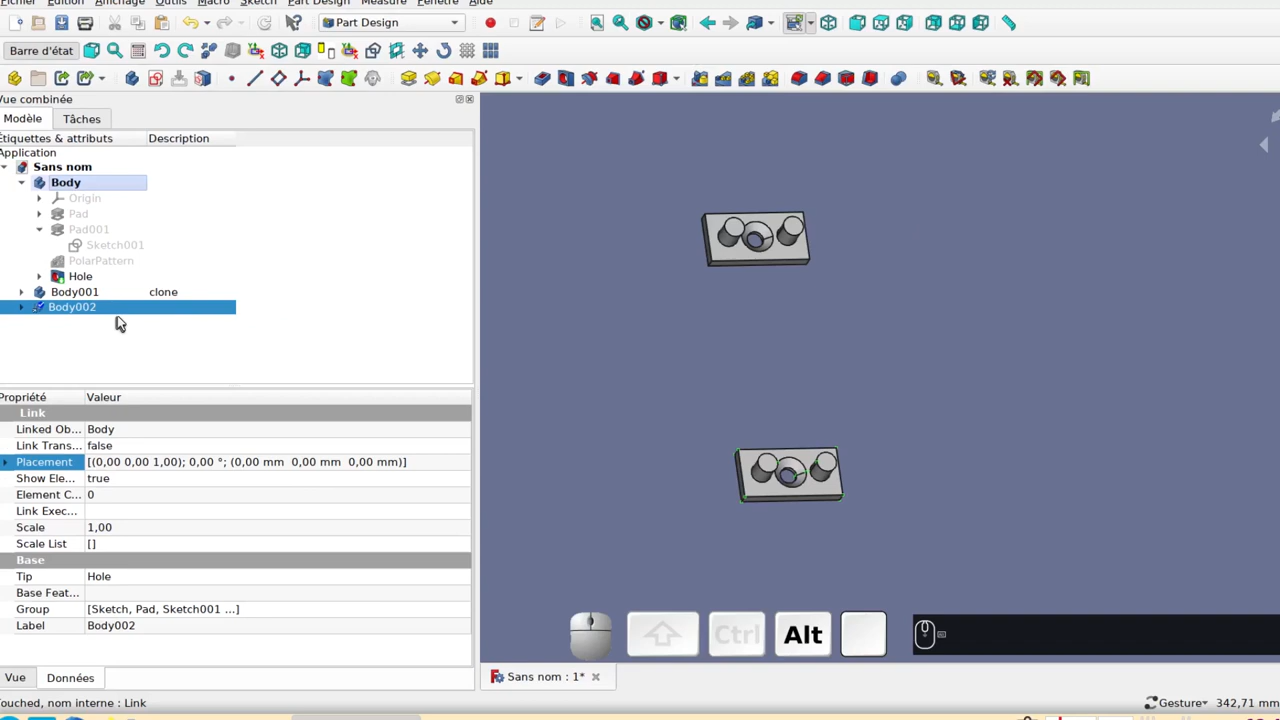 Fichier Edition Affichage Outils Macro Sketch Part Design Mesure Fenêtre Aide
Part Design
Barre d'état
Vue combinée
Modèle Tâches
Étiquettes & attributs Description
Application
Sans nom
Body
Origin
Pad
Pad001
Sketch001
PolarPattern
Hole
Body001 clone
Body002
Propriété Valeur
Link
Linked Ob... Body
Link Trans... false
Placement [(0,00 0,00 1,00); 0,00 °; (0,00 mm 0,00 mm 0,00 mm)]
Show Ele... true
Element C... 0
Link Exec...
Scale 1,00
Scale List []
Base
Tip Hole
Base Feat...
Group [Sketch, Pad, Sketch001 ...]
Label Body002
Ctrl Alt
Vue Données
Sans nom : 1*
Touched, nom interne : Link
Gesture 342,71 mm